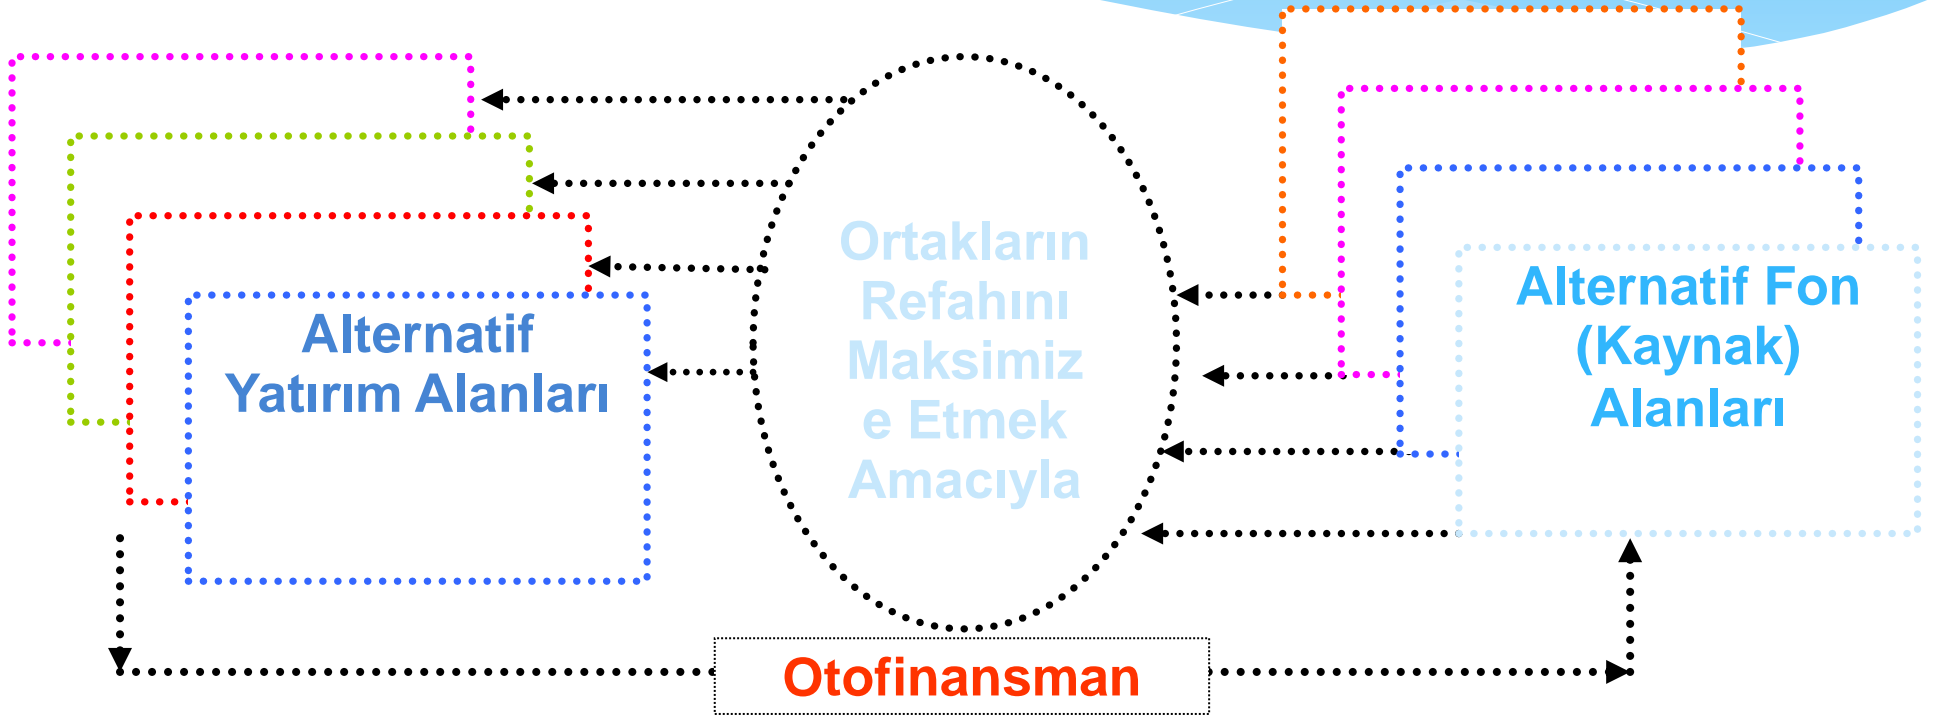 Alternatif
Yatırım Alanları
Ortakların
Refahını
Maksimiz
e Etmek
Amacıyla
Alternatif Fon
(Kaynak)
Alanları
Otofinansman